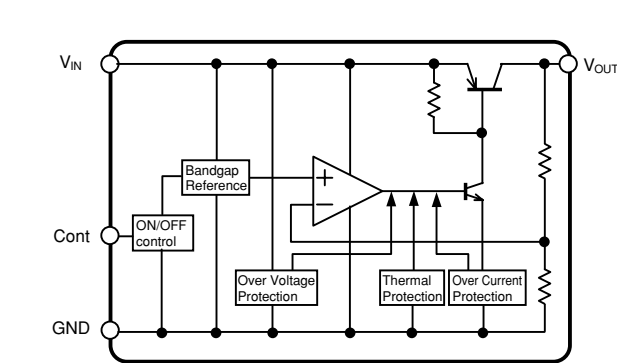 VIN
VOUT
Bandgap
Reference
+
−
Cont
ON/OFF
control
Over Voltage
Protection
Thermal
Protection
Over Current
Protection
GND